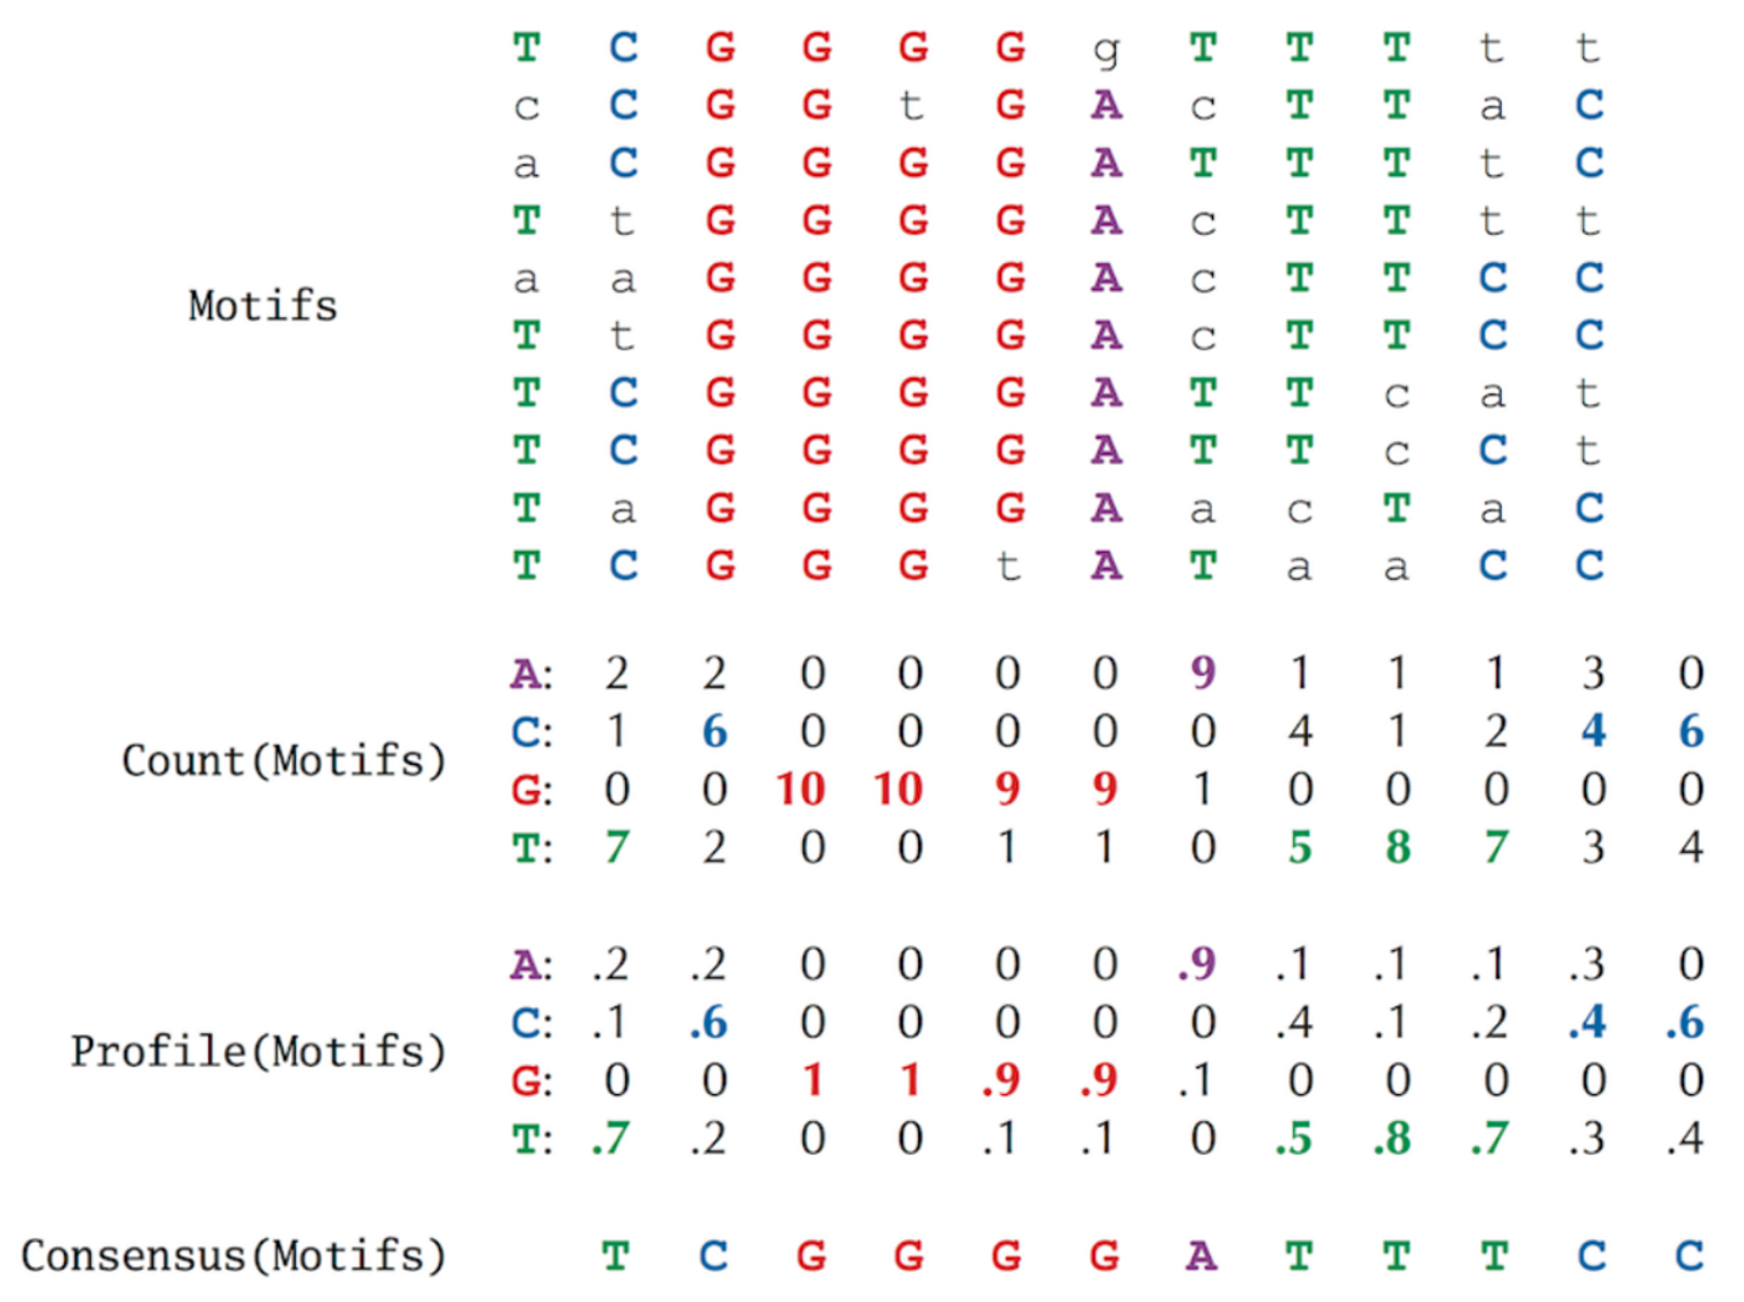 T C G G G G g T T T t t
c C G G t G A c T T a C
a C G G G G A T T T t C
T t G G G G A c T T t t
Motifs a a G G G G A c T T C C
T t G G G G A c T T C C
T C G G G G A T T c a t
T C G G G G A T T c C t
T a G G G G A a c T a C
T C G G G t A T a a C C
A: 2 2 0 0 0 0 9 1 1 1 3 0
Count(Motifs) C: 1 6 0 0 0 0 0 4 1 2 4 6
G: 0 0 10 10 9 9 1 0 0 0 0 0
T: 7 2 0 0 1 1 0 5 8 7 3 4
A: .2 .2 0 0 0 0 .9 .1 .1 .1 .3 0
Profile(Motifs) C: .1 .6 0 0 0 0 0 .4 .1 .2 .4 .6
G: 0 0 1 1 .9 .9 .1 0 0 0 0 0
T: .7 .2 0 0 .1 .1 0 .5 .8 .7 .3 .4
Consensus(Motifs) T C G G G G A T T T C C